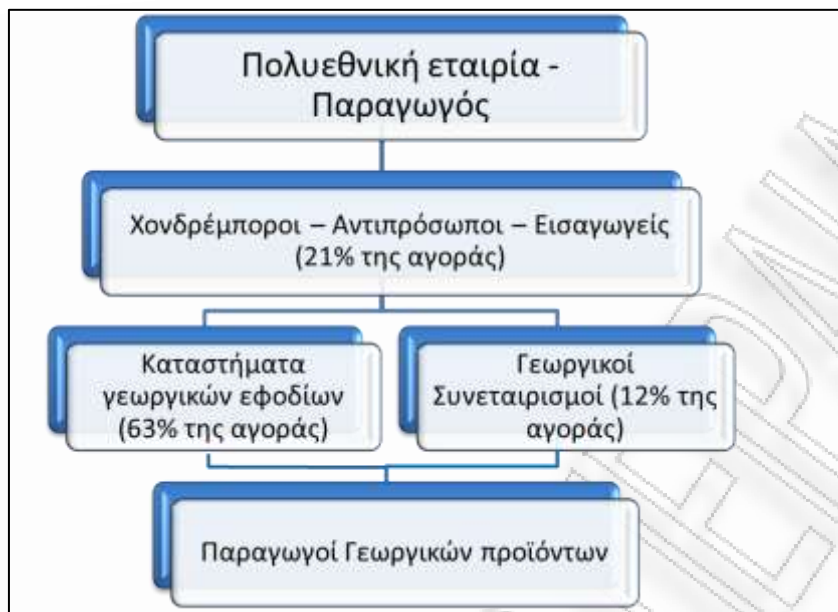 Πολυεθνική εταιρία -
Παραγωγός
Χονδρέμποροι – Αντιπρόσωποι – Εισαγωγείς
(21% της αγοράς)
Καταστήματα
γεωργικών εφοδίων
(63% της αγοράς)
Γεωργικοί
Συνεταιρισμοί (12% της
αγοράς)
Παραγωγοί Γεωργικών προϊόντων